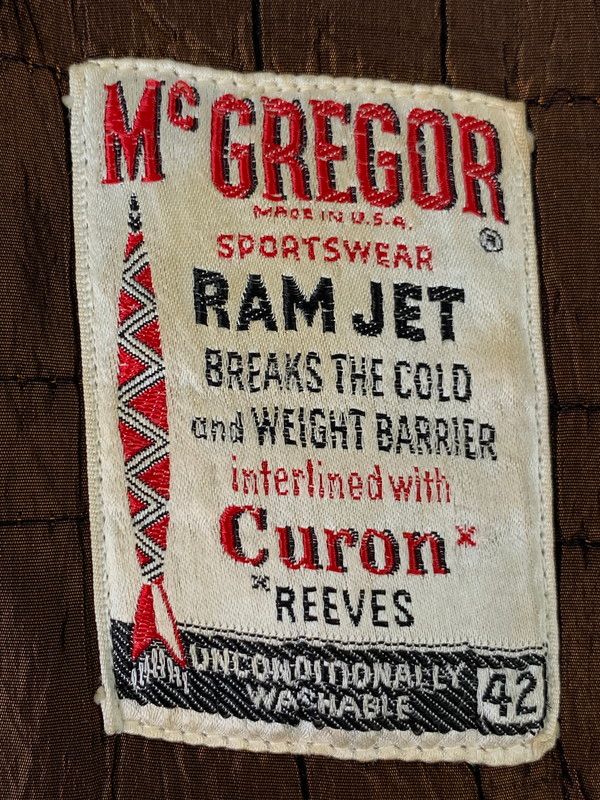 McGREGOR
MADE IN U.S.A.
®
SPORTSWEAR
RAM JET
BREAKS THE COLD
and WEIGHT BARRIER
interlined with
Curon*
*REEVES
UNCONDITIONALLY
WASHABLE
42